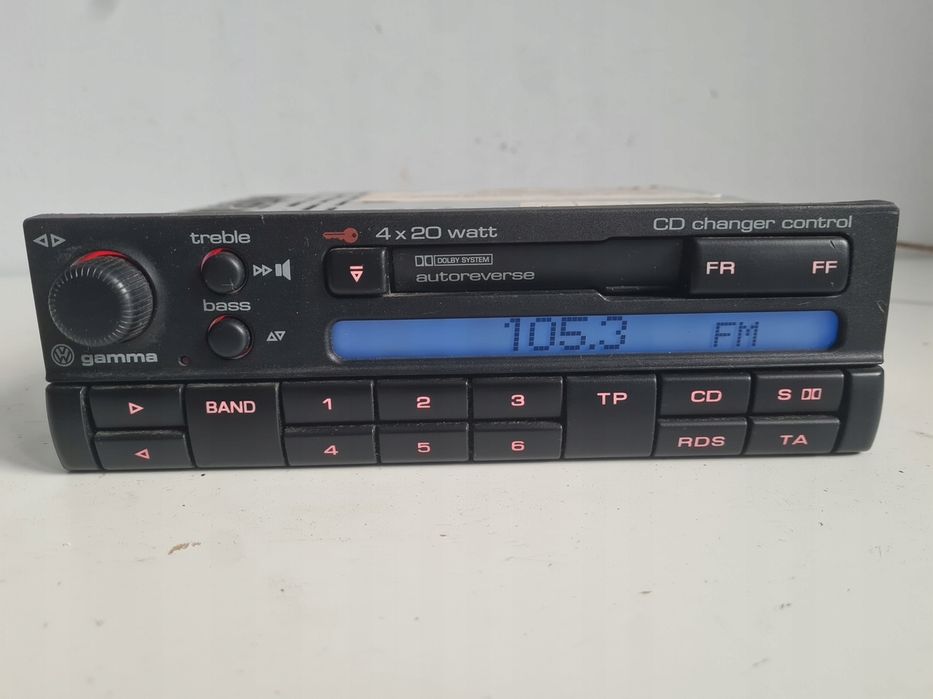 treble
4 x 20 watt
CD changer control
DOLBY SYSTEM
autoreverse
FR FF
bass
105.3 FM
gamma
BAND 1 2 3 TP CD S
4 5 6 RDS TA